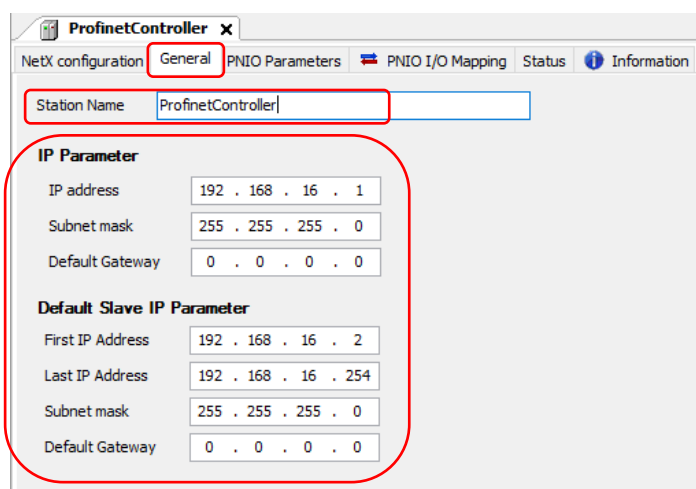 ProfinetController x
NetX configuration General PNIO Parameters PNIO I/O Mapping Status Information
Station Name ProfinetController
IP Parameter
IP address 192 . 168 . 16 . 1
Subnet mask 255 . 255 . 255 . 0
Default Gateway 0 . 0 . 0 . 0
Default Slave IP Parameter
First IP Address 192 . 168 . 16 . 2
Last IP Address 192 . 168 . 16 . 254
Subnet mask 255 . 255 . 255 . 0
Default Gateway 0 . 0 . 0 . 0